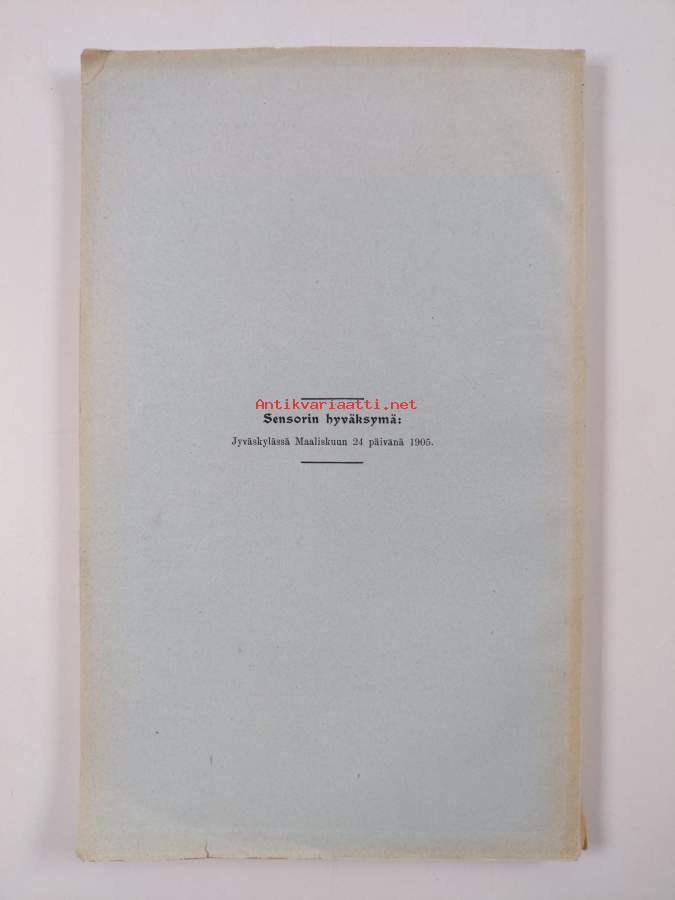 Antikvariaatti.net
Sensorin hyväksymä:
Jyväskylässä Maaliskuun 24 päivänä 1905.